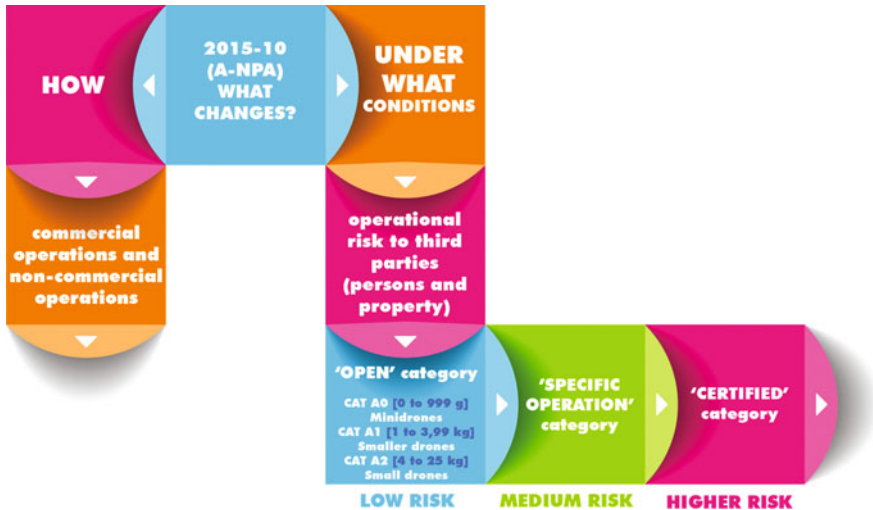 HOW
2015-10
(A-NPA)
WHAT
CHANGES?
UNDER
WHAT
CONDITIONS
commercial
operations and
non-commercial
operations
operational
risk to third
parties
(persons and
property)
'OPEN' category
CAT A0 [0 to 999 g]
Minidrones
CAT A1 [1 to 3,99 kg]
Smaller drones
CAT A2 [4 to 25 kg]
Small drones
'SPECIFIC
OPERATION'
category
'CERTIFIED'
category
LOW RISK
MEDIUM RISK
HIGHER RISK